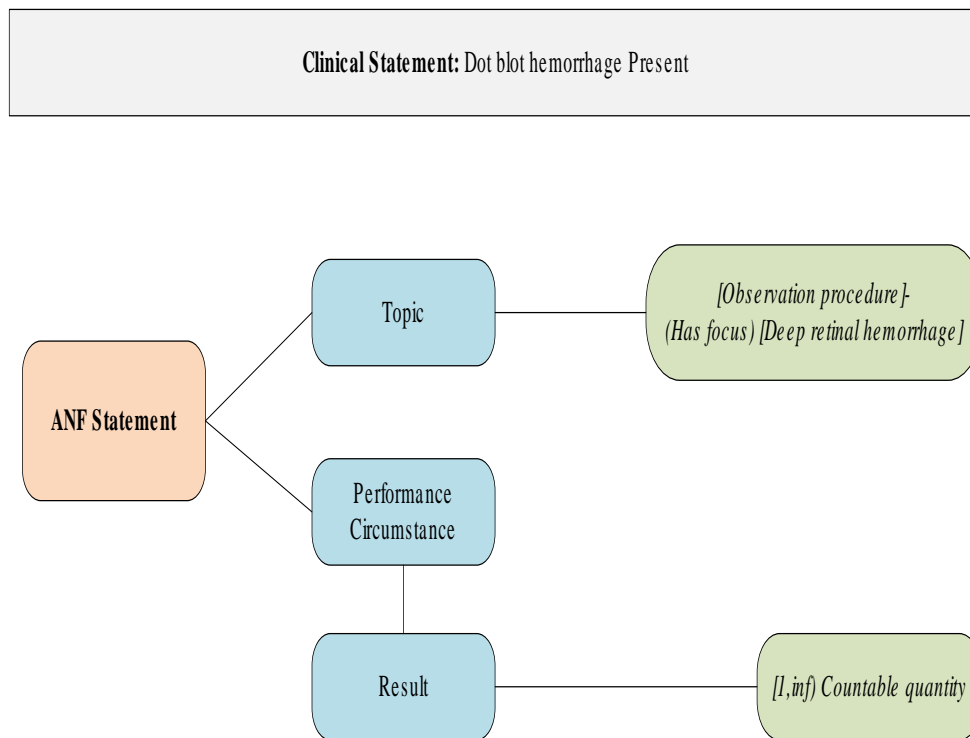 Clinical Statement: Dot blot hemorrhage Present
Topic
[Observation procedure]-
(Has focus) [Deep retinal hemorrhage]
ANF Statement
Performance
Circumstance
Result
[1,inf) Countable quantity